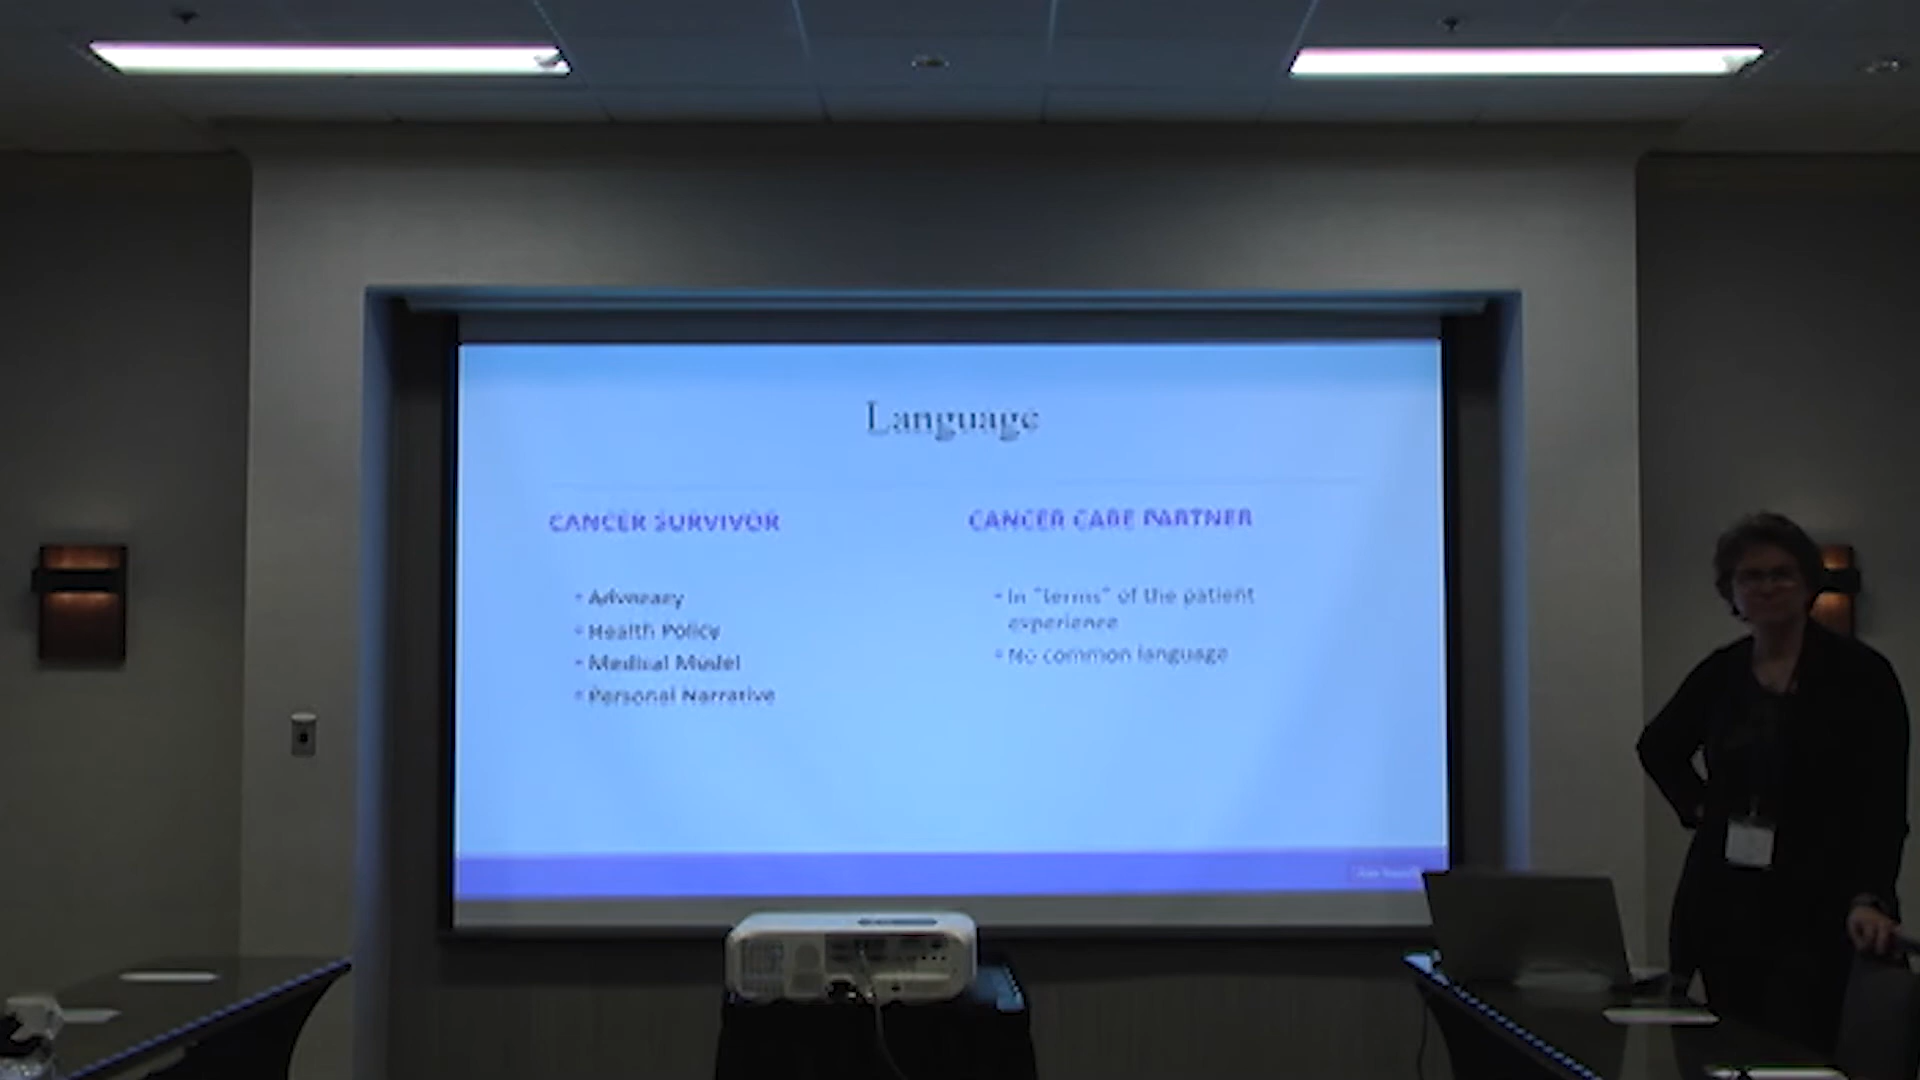 Language
CANCER SURVIVOR
• Advocacy
• Health Policy
• Medical Model
• Personal Narrative
CANCER CARE PARTNER
• In "terms" of the patient
experience
• No common language